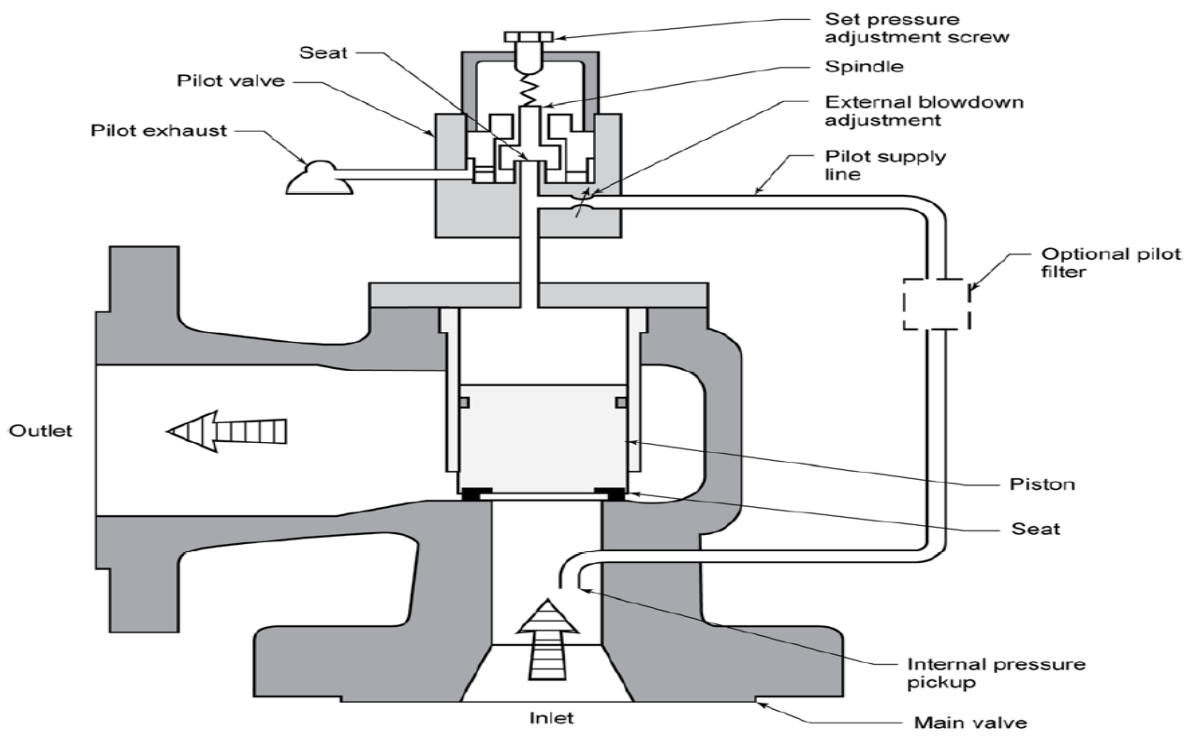 Set pressure
adjustment screw
Seat
Spindle
Pilot valve
External blowdown
adjustment
Pilot exhaust
Pilot supply
line
Optional pilot
filter
Outlet
Piston
Seat
Internal pressure
pickup
Inlet
Main valve